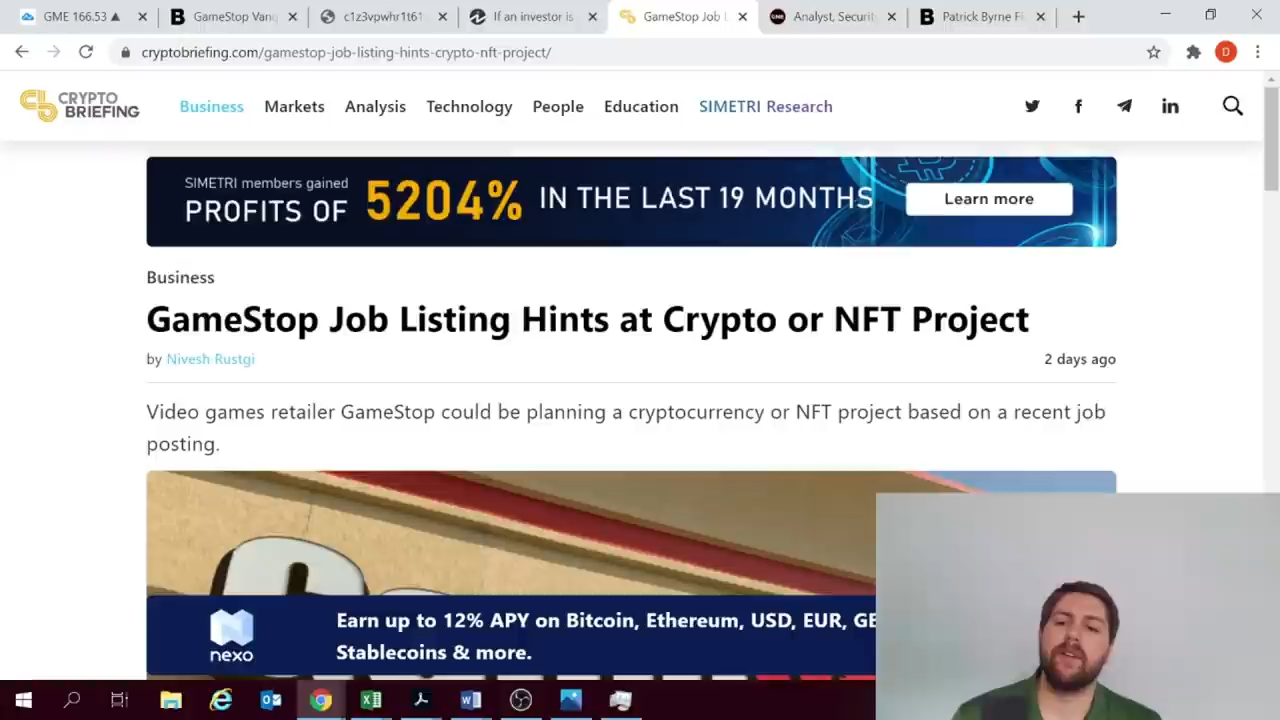 GME 166.53 ▲
GameStop Vanq
c1z3vpwhr1t61
If an investor is
GameStop Job L
Analyst, Securit
Patrick Byrne Fi
cryptobriefing.com/gamestop-job-listing-hints-crypto-nft-project/
D
CRYPTO
BRIEFING
Business
Markets
Analysis
Technology
People
Education
SIMETRI Research
SIMETRI members gained
PROFITS OF 5204% IN THE LAST 19 MONTHS
Learn more
Business
GameStop Job Listing Hints at Crypto or NFT Project
by Nivesh Rustgi
2 days ago
Video games retailer GameStop could be planning a cryptocurrency or NFT project based on a recent job
posting.
nexo
Earn up to 12% APY on Bitcoin, Ethereum, USD, EUR, GE
Stablecoins & more.